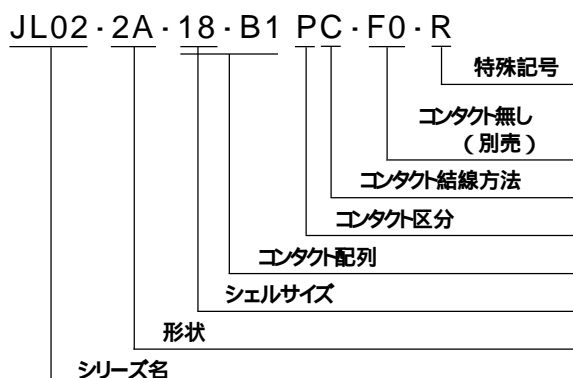 JL02-2A-18-B1 PC-F0-R
特殊記号
コンタクト無し
(別売)
コンタクト結線方法
コンタクト区分
コンタクト配列
シェルサイズ
形状
シリーズ名